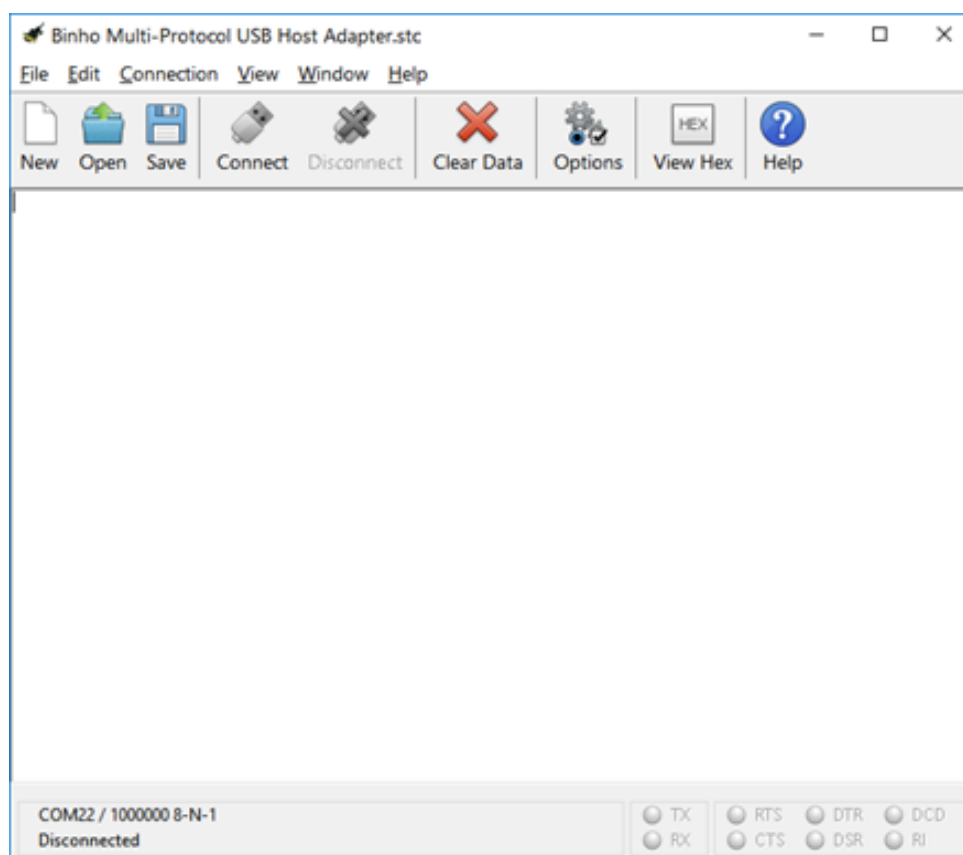 Binho Multi-Protocol USB Host Adapter.stc
File Edit Connection View Window Help
HEX
New Open Save Connect Disconnect Clear Data Options View Hex Help
COM22 / 1000000 8-N-1
TX RTS DTR DCD
Disconnected
RX CTS DSR RI